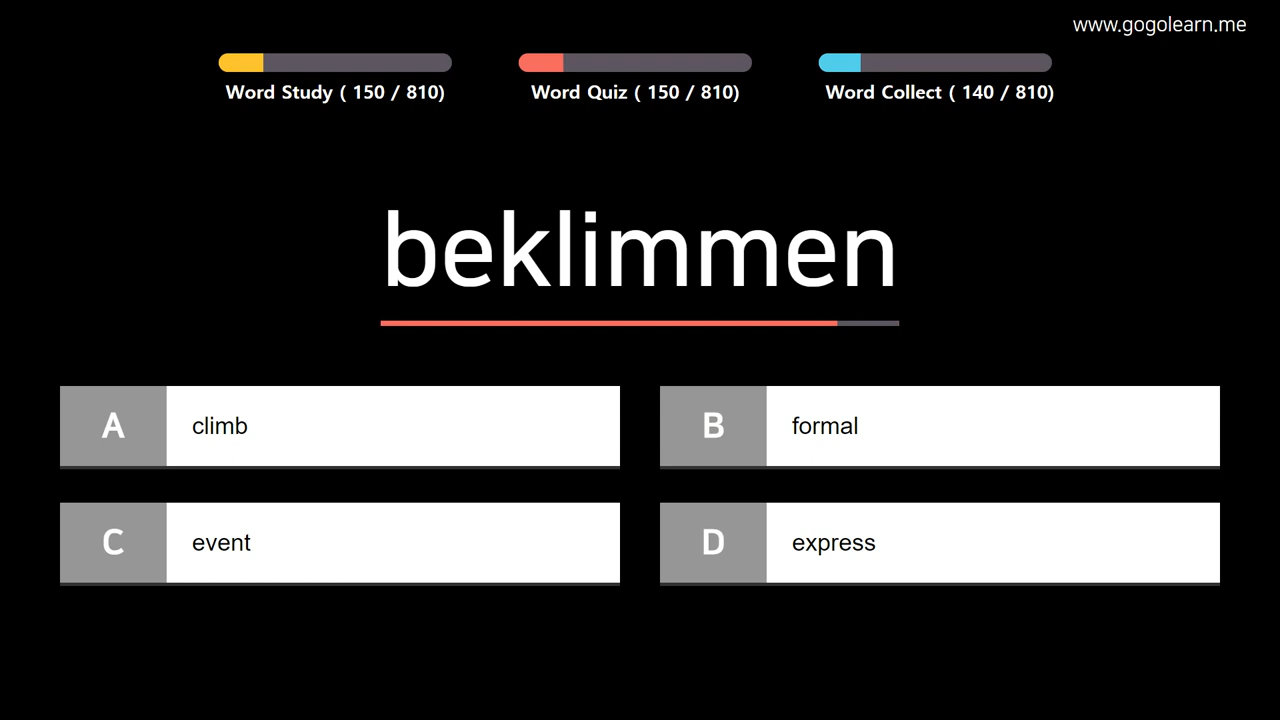 www.gogolearn.me
Word Study ( 150 / 810)
Word Quiz ( 150 / 810)
Word Collect ( 140 / 810)
beklimmen
A climb
B formal
C event
D express